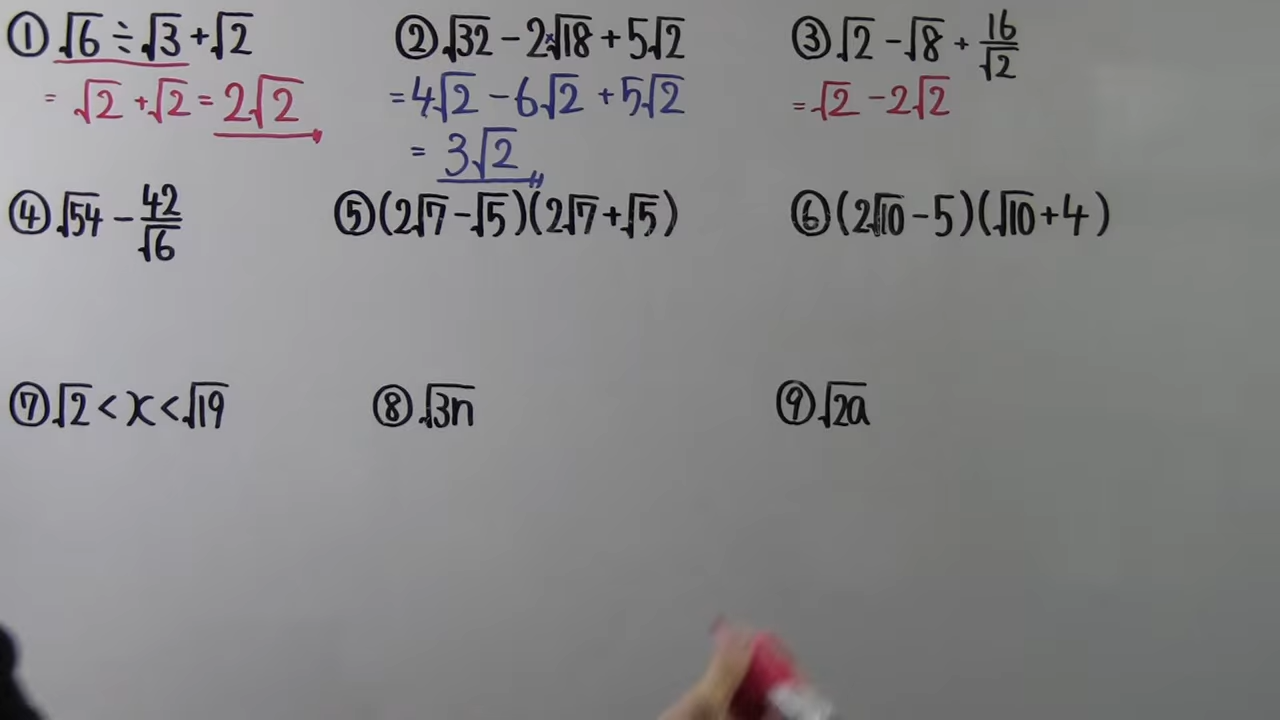 ① √6 ÷ √3 + √2
= √2 + √2 = 2√2
② √32 − 2√18 + 5√2
= 4√2 − 6√2 + 5√2
= 3√2
③ √2 − √8 + 16/√2
= √2 − 2√2
④ √54 − 42/√6
⑤ (2√7 − √5)(2√7 + √5)
⑥ (2√10 − 5)(√10 + 4)
⑦ √2 < x < √19
⑧ √3n
⑨ √2a